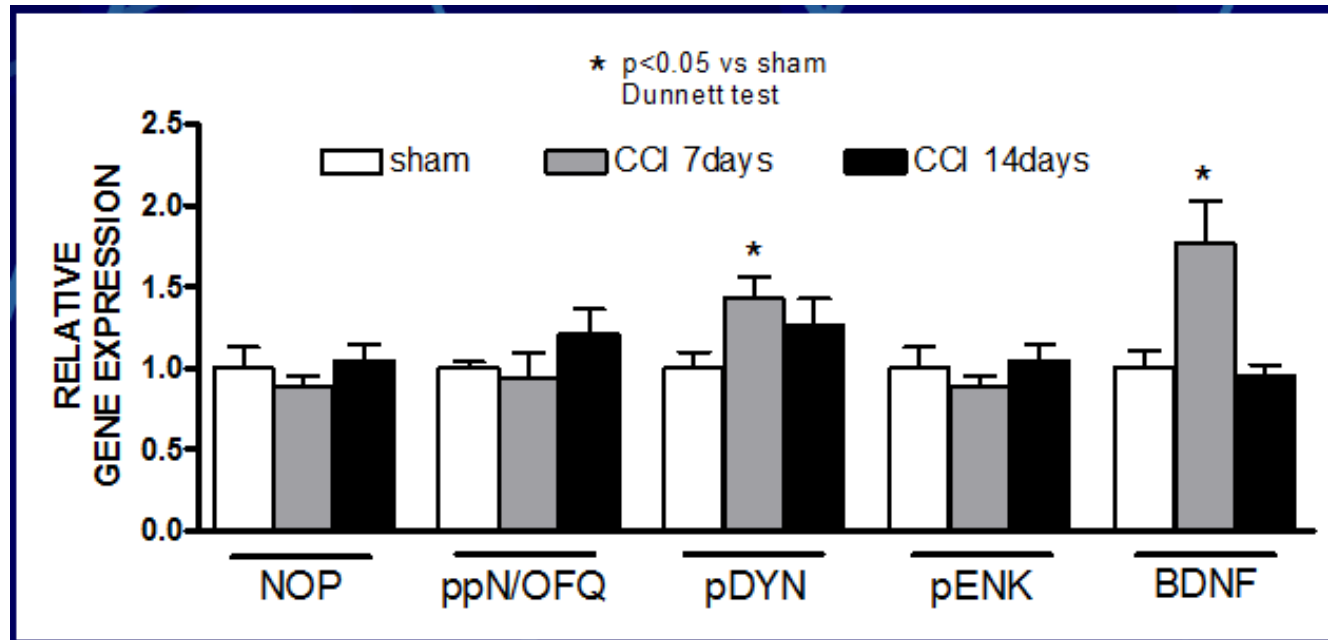 * p<0.05 vs sham
Dunnett test
2.5
sham CCI 7days CCI 14days
*
2.0
*
1.5
1.0
0.5
0.0
RELATIVE
GENE EXPRESSION
NOP ppN/OFQ pDYN pENK BDNF